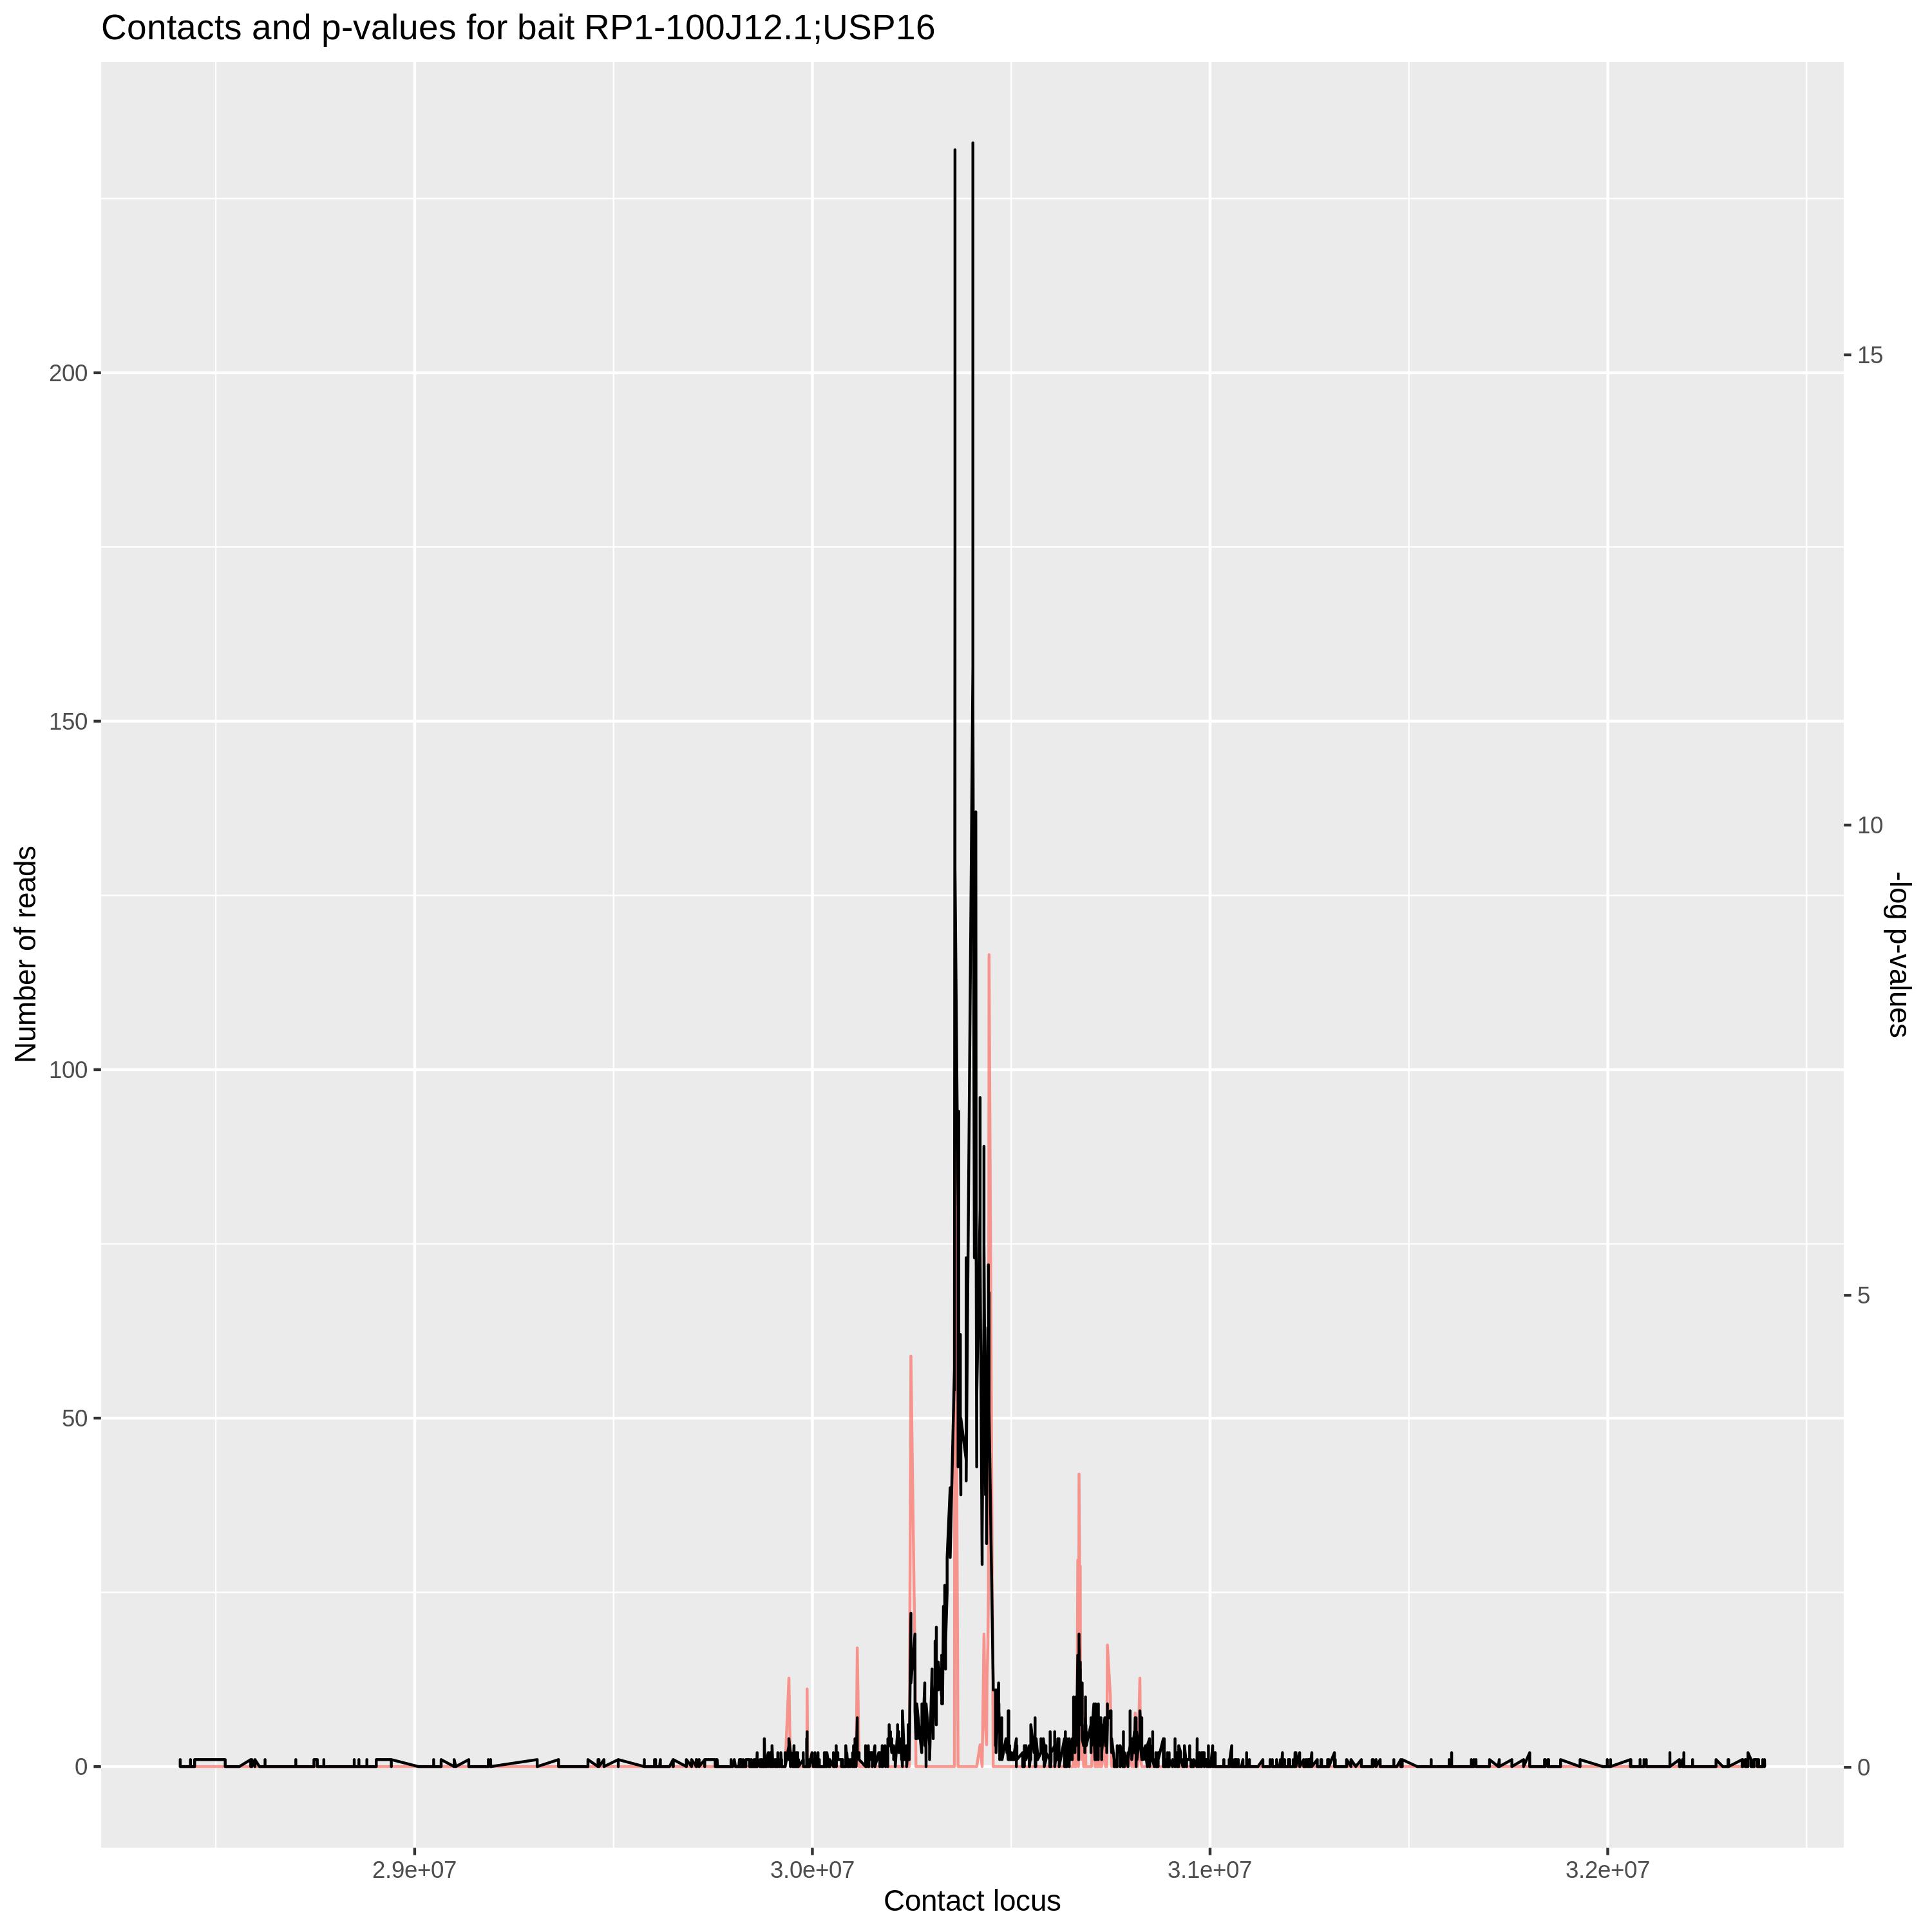 Contacts and p-values for bait RP1-100J12.1;USP16
200
150
100
50
0
Number of reads
15
10
5
0
-log p-values
2.9e+07 3.0e+07 3.1e+07 3.2e+07
Contact locus